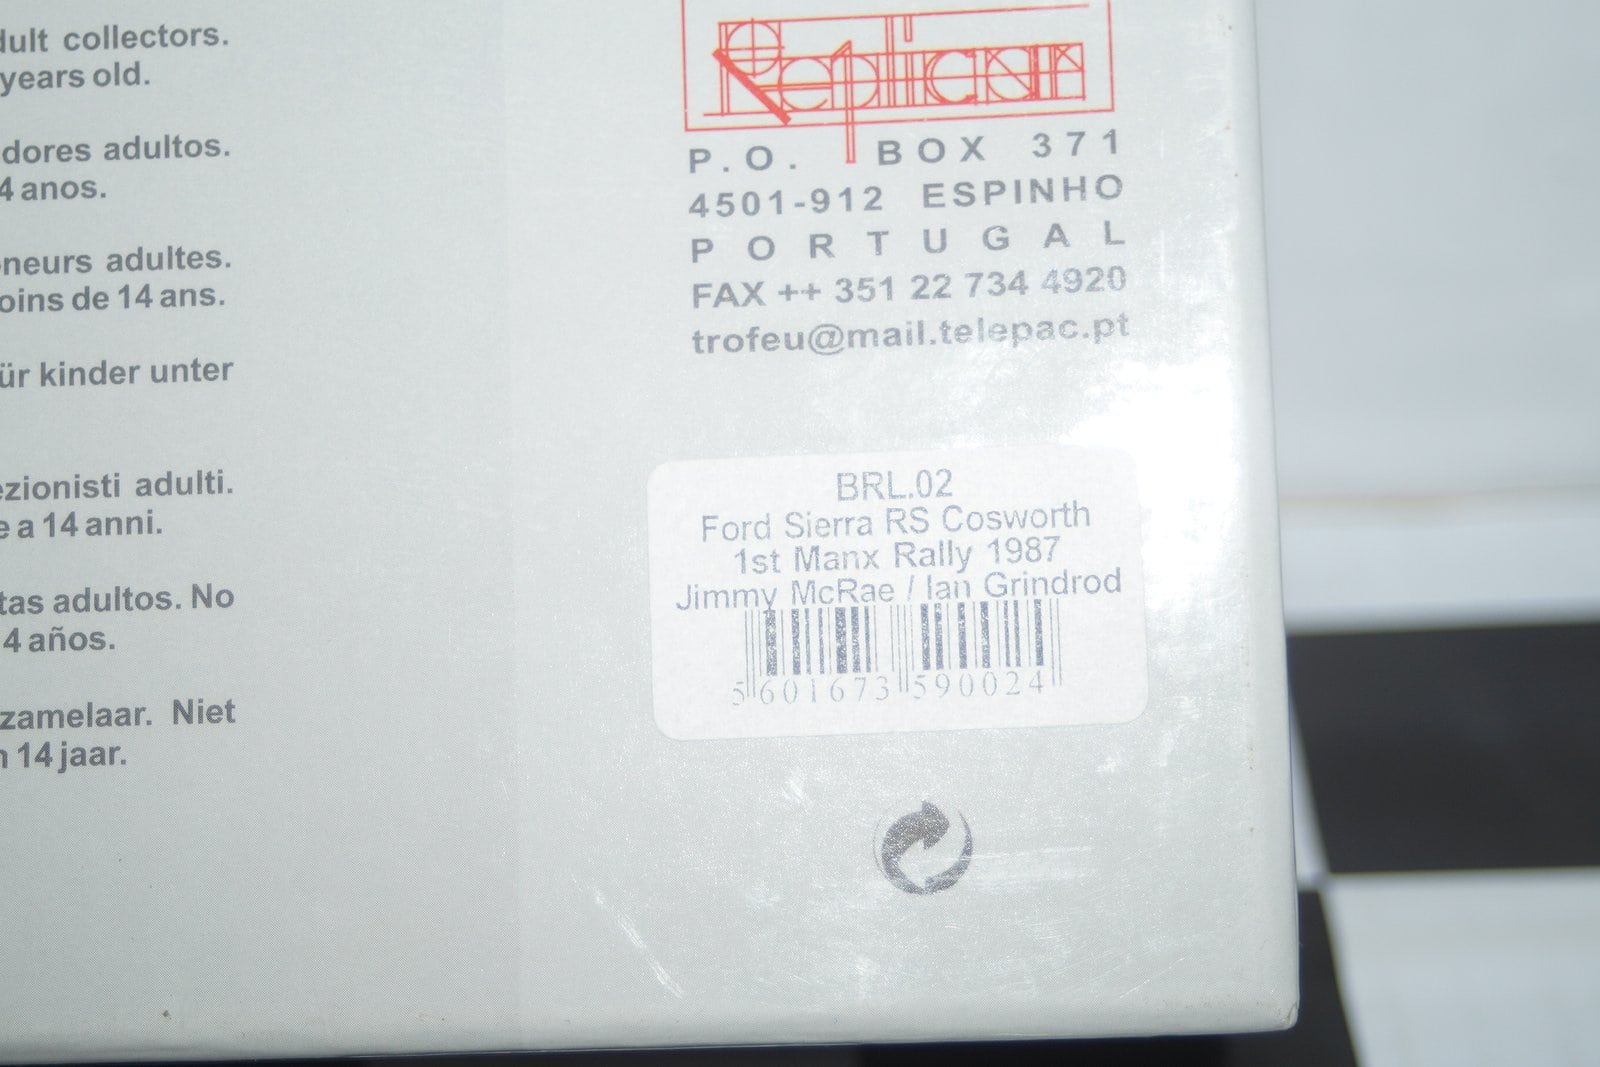 dult collectors.
years old.
dores adultos.
4 anos.
neurs adultes.
oins de 14 ans.
ür kinder unter
ezionisti adulti.
e a 14 anni.
tas adultos. No
4 años.
zamelaar. Niet
n 14 jaar.
Replicar
P.O. BOX 371
4501-912 ESPINHO
PORTUGAL
FAX ++ 351 22 734 4920
trofeu@mail.telepac.pt
BRL.02
Ford Sierra RS Cosworth
1st Manx Rally 1987
Jimmy McRae / Ian Grindrod
5 601673 590024